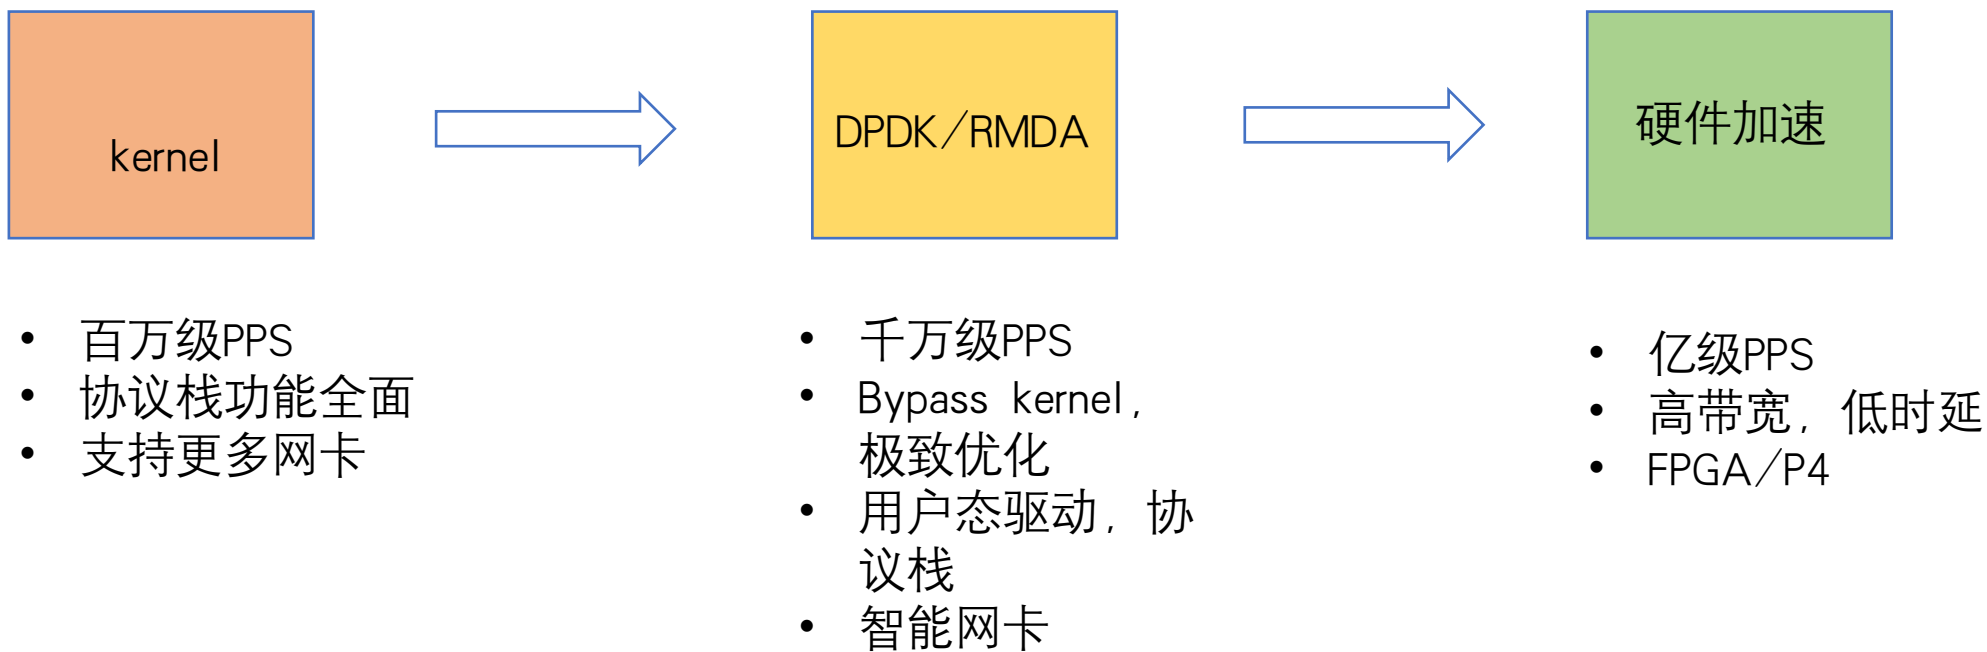 kernel
DPDK/RMDA
硬件加速
• 百万级PPS
• 协议栈功能全面
• 支持更多网卡
• 千万级PPS
• Bypass kernel,
极致优化
• 用户态驱动，协
议栈
• 智能网卡
• 亿级PPS
• 高带宽，低时延
• FPGA/P4